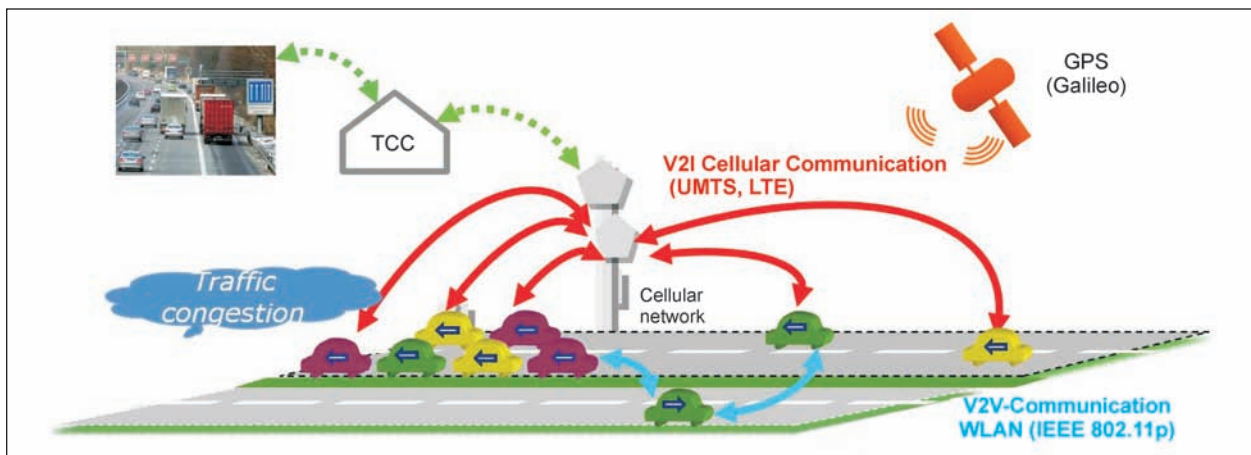 TCC
GPS
(Galileo)
V2I Cellular Communication
(UMTS, LTE)
Traffic
congestion
Cellular
network
V2V-Communication
WLAN (IEEE 802.11p)